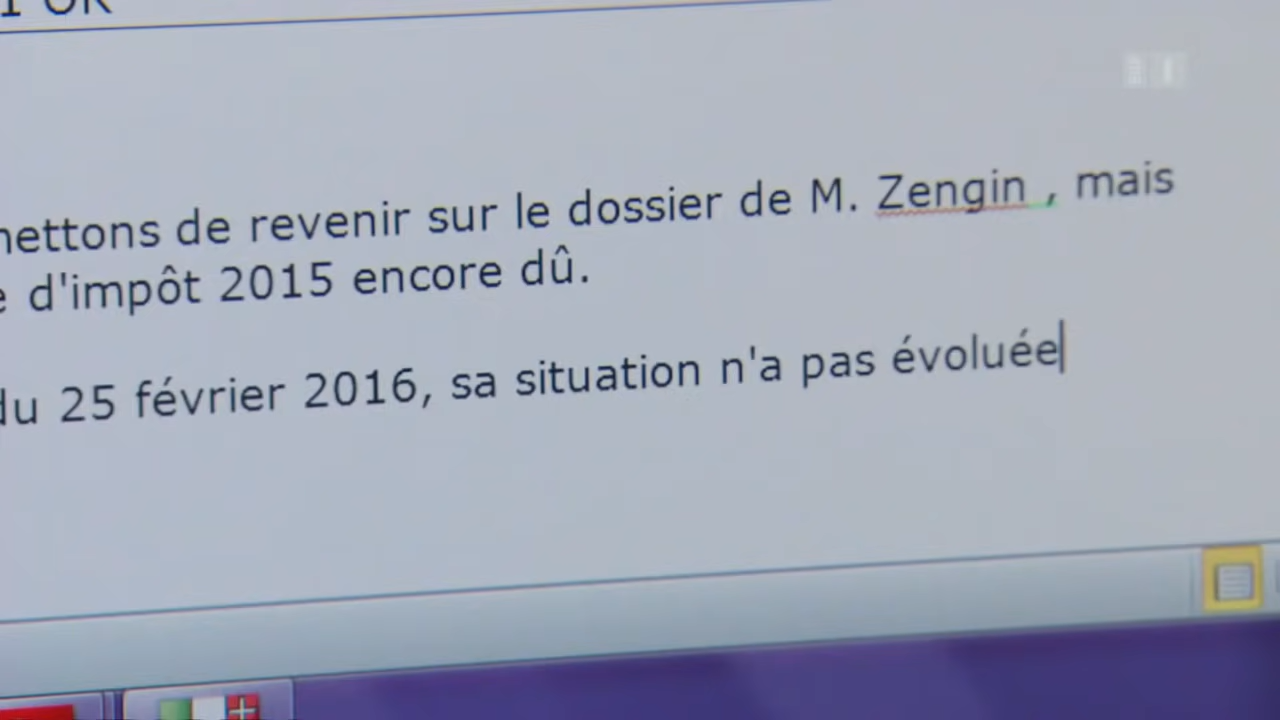 OK
de revenir sur le dossier de M. Zengin , mais
d'impôt 2015 encore dû.
du 25 février 2016, sa situation n'a pas évoluée